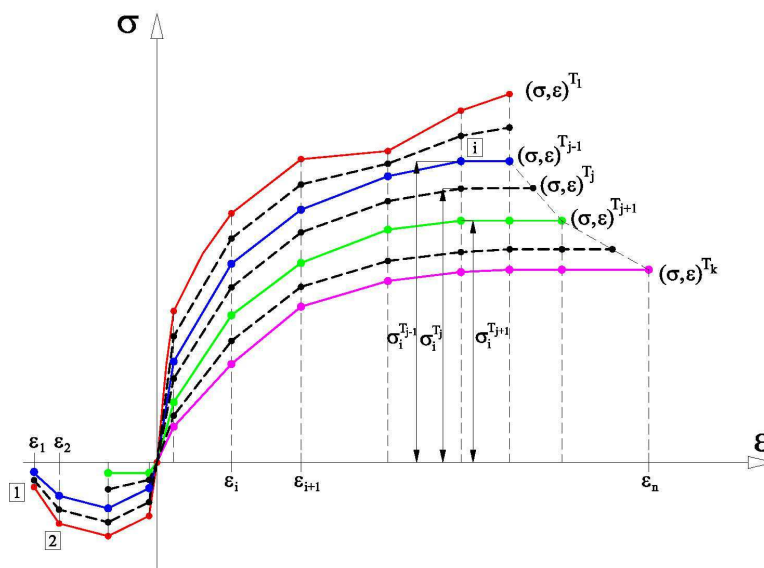 σ
(σ,ε)^T₁
i
(σ,ε)^Tⱼ₋₁
(σ,ε)^Tⱼ
(σ,ε)^Tⱼ₊₁
(σ,ε)^Tₖ
σᵢ^Tⱼ₋₁ σᵢ^Tⱼ σᵢ^Tⱼ₊₁
ε₁ ε₂ ε
εᵢ εᵢ₊₁ εₙ
1
2